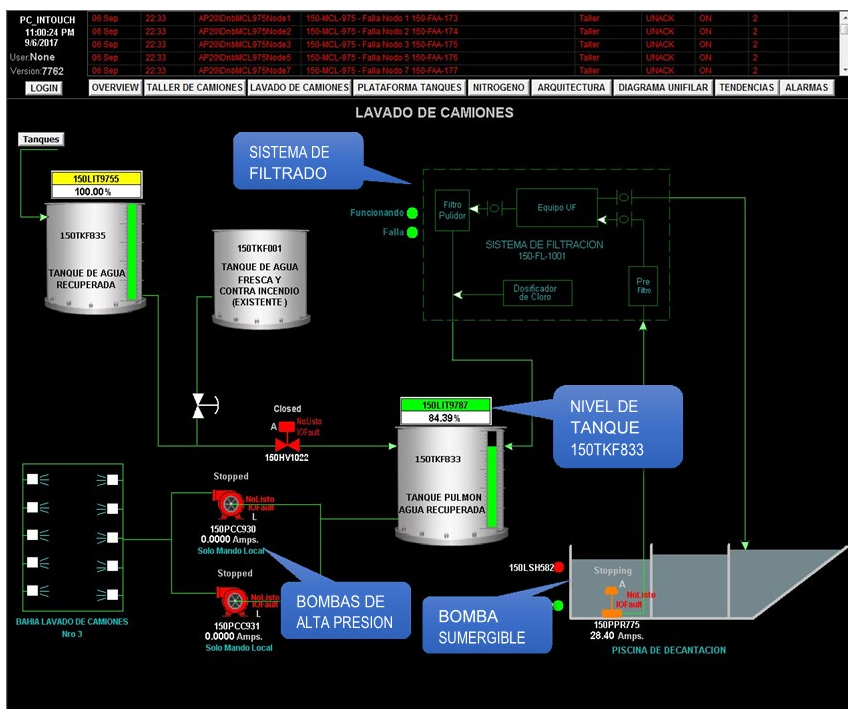 PC_INTOUCH
11:00:24 PM
9/6/2017
User:None
Version:7762
LOGIN
06 Sep 22:33 AP20\DnbMCL975Node1 150-MCL-975 - Falla Nodo 1 150-FAA-173 Taller UNACK ON 2
06 Sep 22:33 AP20\DnbMCL975Node2 150-MCL-975 - Falla Nodo 2 150-FAA-174 Taller UNACK ON 2
06 Sep 22:33 AP20\DnbMCL975Node3 150-MCL-975 - Falla Nodo 3 150-FAA-175 Taller UNACK ON 2
06 Sep 22:33 AP20\DnbMCL975Node5 150-MCL-975 - Falla Nodo 5 150-FAA-176 Taller UNACK ON 2
06 Sep 22:33 AP20\DnbMCL975Node7 150-MCL-975 - Falla Nodo 7 150-FAA-177 Taller UNACK ON 2
OVERVIEW TALLER DE CAMIONES LAVADO DE CAMIONES PLATAFORMA TANQUES NITROGENO ARQUITECTURA DIAGRAMA UNIFILAR TENDENCIAS ALARMAS
LAVADO DE CAMIONES
Tanques
150LIT9755
100.00 %
150TKF835
TANQUE DE AGUA
RECUPERADA
150TKF001
TANQUE DE AGUA
FRESCA Y
CONTRA INCENDIO
(EXISTENTE )
SISTEMA DE
FILTRADO
Funcionando
Falla
Filtro
Pulidor
Equipo UF
SISTEMA DE FILTRACION
150-FL-1001
Dosificador
de Cloro
Pre
filtro
Closed
A
NoListo
IOFault
150HV1022
150LIT9787
84.39 %
150TKF833
TANQUE PULMON
AGUA RECUPERADA
NIVEL DE
TANQUE
150TKF833
Stopped
NoListo
IOFault
L
150PCC930
0.0000 Amps.
Solo Mando Local
Stopped
NoListo
IOFault
L
150PCC931
0.0000 Amps.
Solo Mando Local
BOMBAS DE
ALTA PRESION
BAHIA LAVADO DE CAMIONES
Nro 3
BOMBA
SUMERGIBLE
150LSH582
Stopping
A
NoListo
IOFault
150PPR775
28.40 Amps.
PISCINA DE DECANTACION